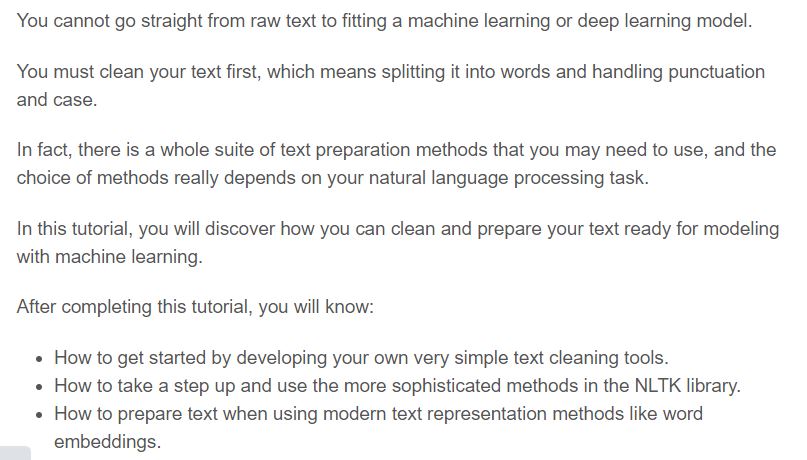 You cannot go straight from raw text to fitting a machine learning or deep learning model.
You must clean your text first, which means splitting it into words and handling punctuation
and case.
In fact, there is a whole suite of text preparation methods that you may need to use, and the
choice of methods really depends on your natural language processing task.
In this tutorial, you will discover how you can clean and prepare your text ready for modeling
with machine learning.
After completing this tutorial, you will know:
• How to get started by developing your own very simple text cleaning tools.
• How to take a step up and use the more sophisticated methods in the NLTK library.
• How to prepare text when using modern text representation methods like word
embeddings.